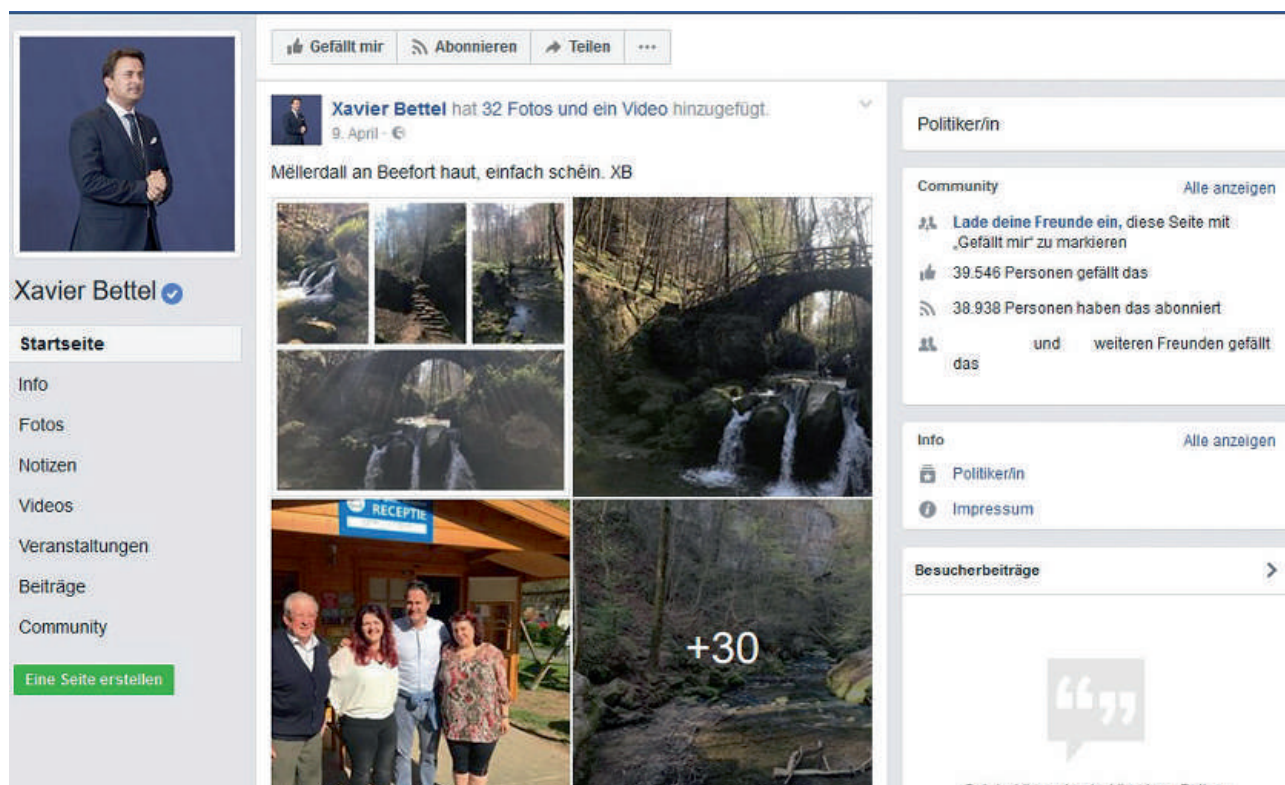 Gefällt mir
Abonnieren
Teilen
Xavier Bettel
Startseite
Info
Fotos
Notizen
Videos
Veranstaltungen
Beiträge
Community
Eine Seite erstellen
Xavier Bettel hat 32 Fotos und ein Video hinzugefügt.
9. April
Mëllerdall an Beefort haut, einfach schéin. XB
RECEPTIE
+30
Politiker/in
Community
Alle anzeigen
Lade deine Freunde ein, diese Seite mit
„Gefällt mir“ zu markieren
39.546 Personen gefällt das
38.938 Personen haben das abonniert
und weiteren Freunden gefällt
das
Info
Alle anzeigen
Politiker/in
Impressum
Besucherbeiträge